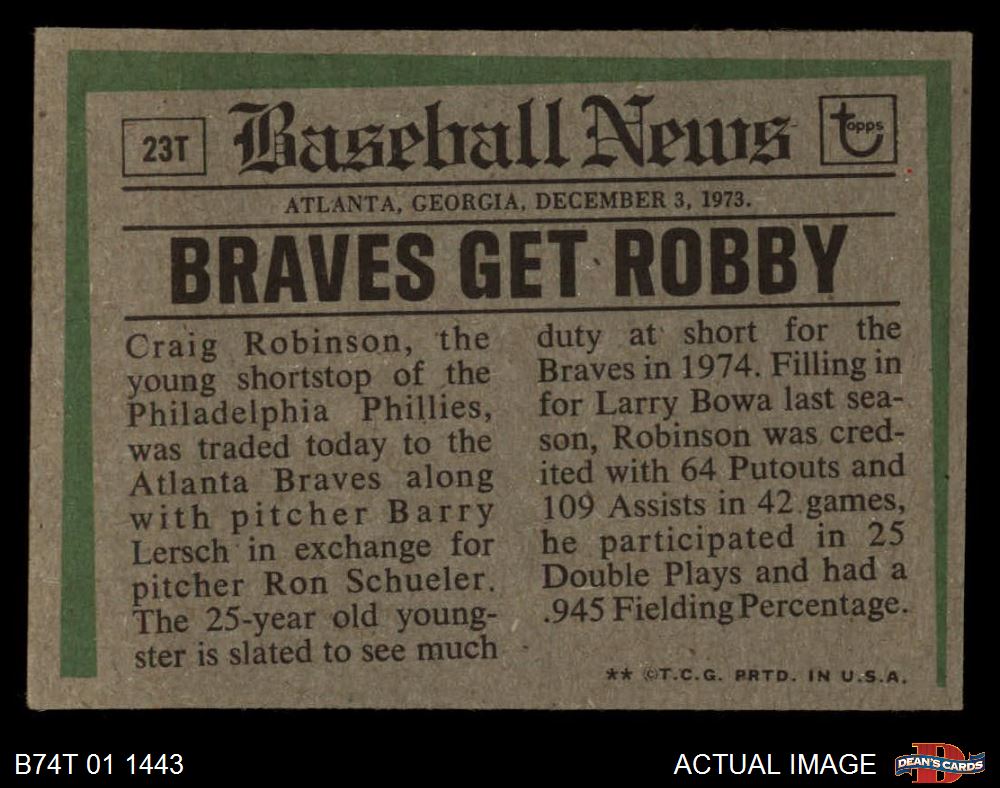 23T
Baseball News
topps
ATLANTA, GEORGIA, DECEMBER 3, 1973.
BRAVES GET ROBBY
Craig Robinson, the
young shortstop of the
Philadelphia Phillies,
was traded today to the
Atlanta Braves along
with pitcher Barry
Lersch in exchange for
pitcher Ron Schueler.
The 25-year old young-
ster is slated to see much
duty at short for the
Braves in 1974. Filling in
for Larry Bowa last sea-
son, Robinson was cred-
ited with 64 Putouts and
109 Assists in 42 games,
he participated in 25
Double Plays and had a
.945 Fielding Percentage.
** ©T.C.G. PRTD. IN U.S.A.
B74T 01 1443
ACTUAL IMAGE
D
DEAN'S CARDS